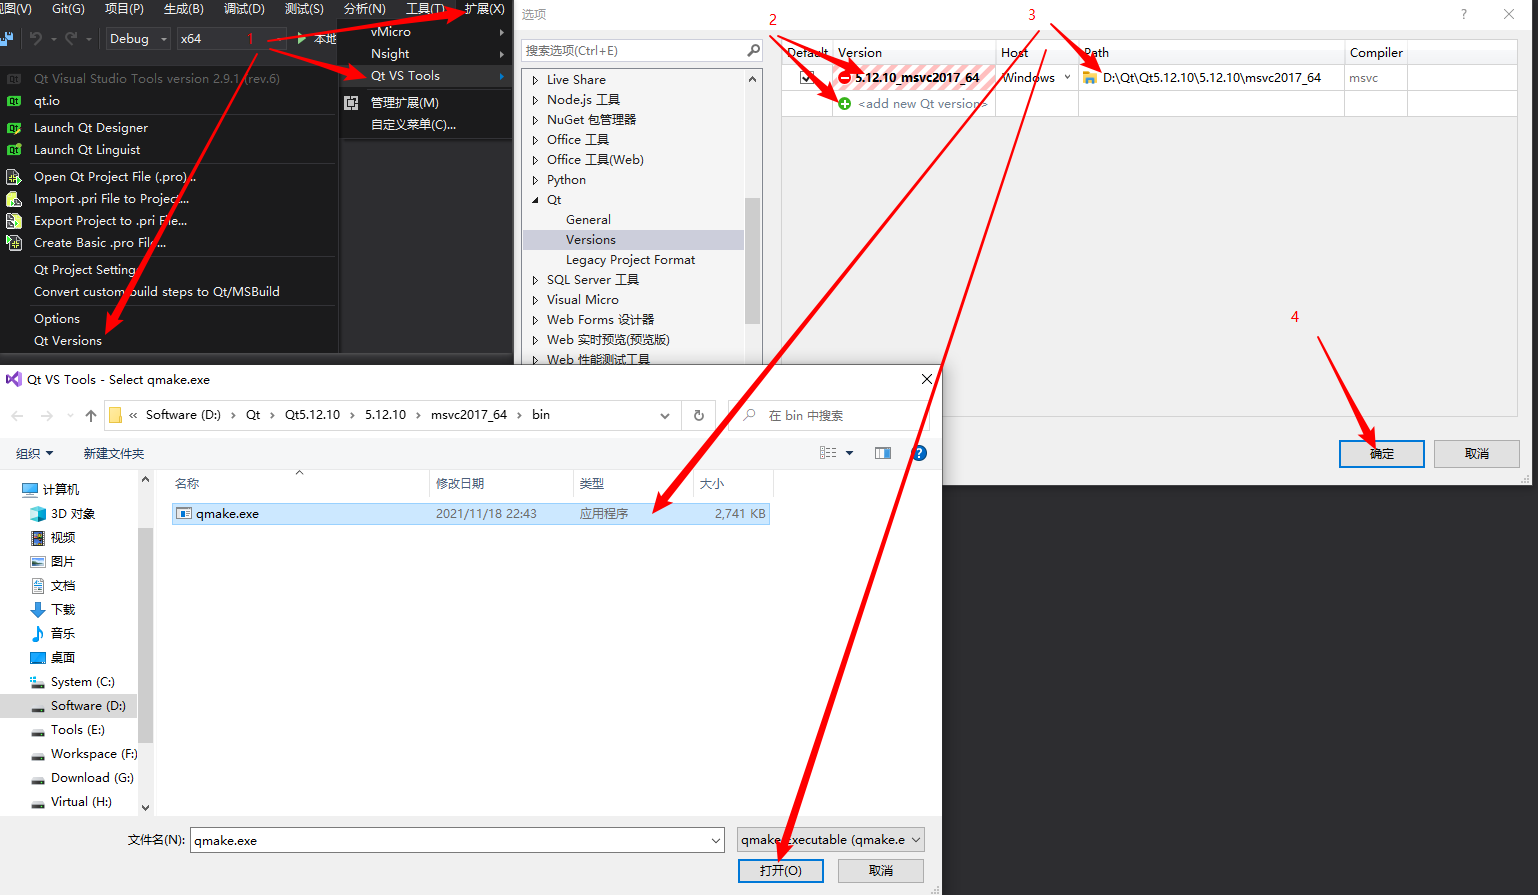 视图(V) Git(G) 项目(P) 生成(B) 调试(D) 测试(S) 分析(N) 工具(T) 扩展(X)
Debug x64 1 本地
Qt Visual Studio Tools version 2.9.1 (rev.6)
qt.io
Launch Qt Designer
Launch Qt Linguist
Open Qt Project File (.pro)...
Import .pri File to Project...
Export Project to .pri File...
Create Basic .pro File...
Qt Project Setting
Convert custom build steps to Qt/MSBuild
Options
Qt Versions
vMicro
Nsight
Qt VS Tools
管理扩展(M)
自定义菜单(C)...
选项
?
2
3
搜索选项(Ctrl+E)
Live Share
Node.js 工具
NuGet 包管理器
Office 工具
Office 工具(Web)
Python
Qt
General
Versions
Legacy Project Format
SQL Server 工具
Visual Micro
Web Forms 设计器
Web 实时预览(预览版)
Web 性能测试工具
Default Version Host Path Compiler
5.12.10_msvc2017_64 Windows D:\Qt\Qt5.12.10\5.12.10\msvc2017_64 msvc
<add new Qt version>
4
确定 取消
Qt VS Tools - Select qmake.exe
« Software (D:) › Qt › Qt5.12.10 › 5.12.10 › msvc2017_64 › bin
在 bin 中搜索
组织 新建文件夹
?
名称 修改日期 类型 大小
qmake.exe 2021/11/18 22:43 应用程序 2,741 KB
计算机
3D 对象
视频
图片
文档
下载
音乐
桌面
System (C:)
Software (D:)
Tools (E:)
Workspace (F:)
Download (G:)
Virtual (H:)
文件名(N): qmake.exe
qmake Executable (qmake.e
打开(O) 取消